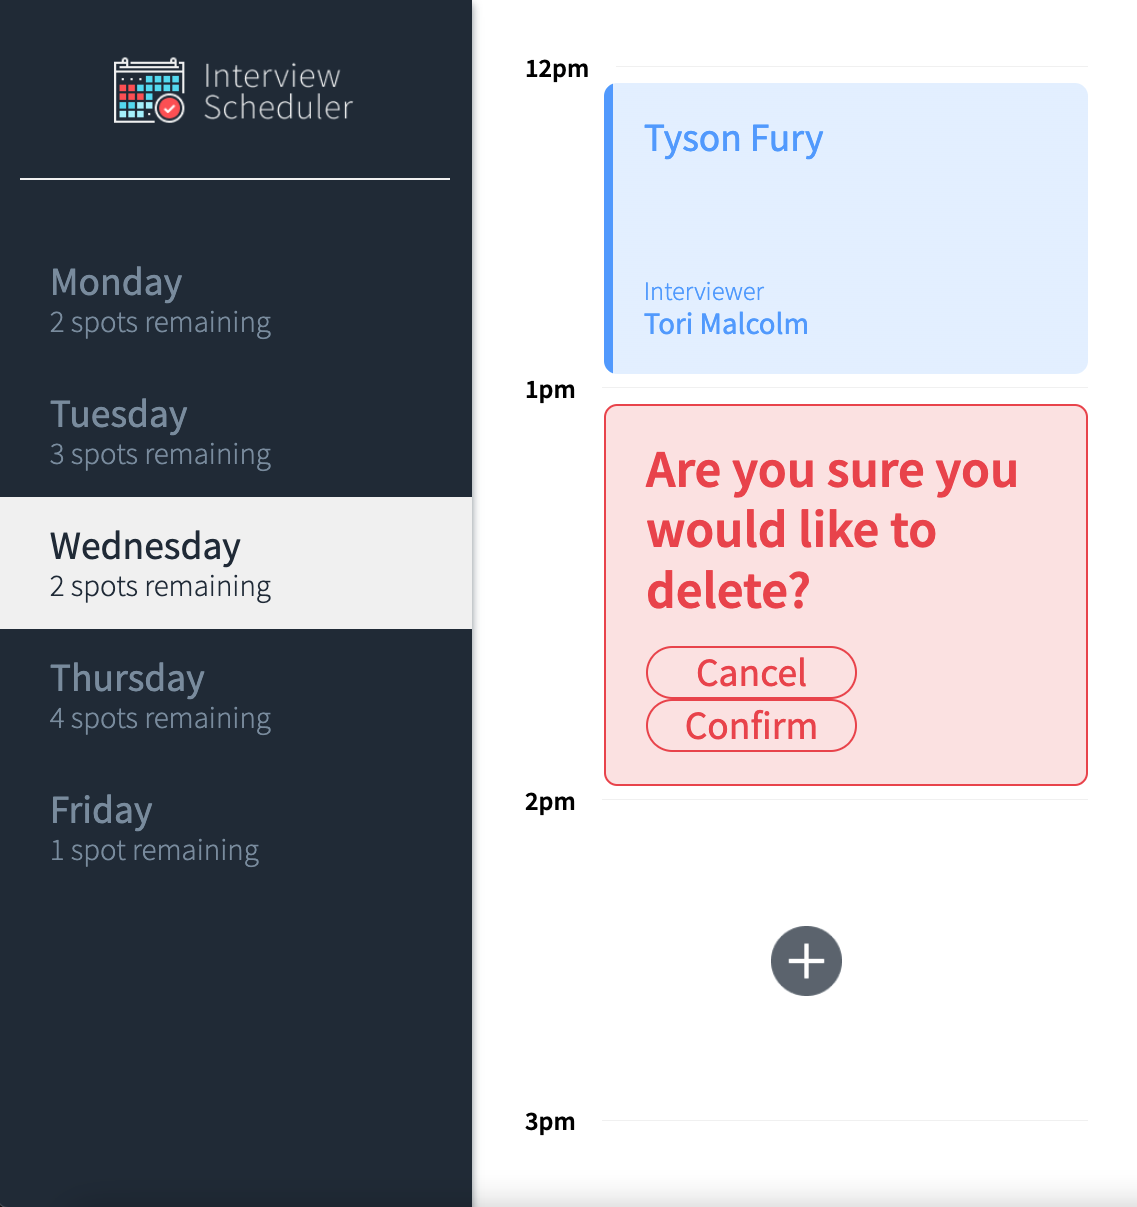 Interview
Scheduler
Monday
2 spots remaining
Tuesday
3 spots remaining
Wednesday
2 spots remaining
Thursday
4 spots remaining
Friday
1 spot remaining
12pm
Tyson Fury
Interviewer
Tori Malcolm
1pm
Are you sure you
would like to
delete?
Cancel
Confirm
2pm
3pm